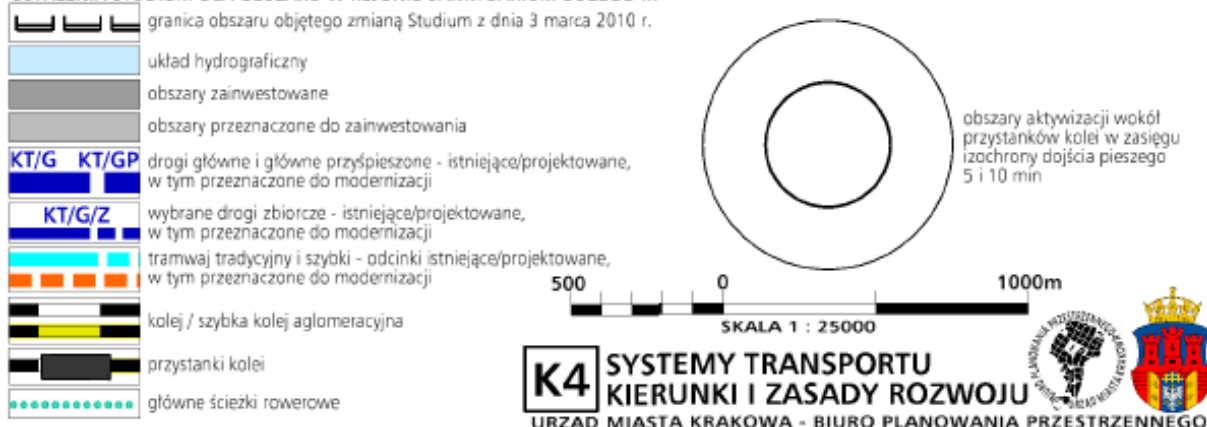 granica obszaru objętego zmianą Studium z dnia 3 marca 2010 r.
układ hydrograficzny
obszary zainwestowane
obszary przeznaczone do zainwestowania
KT/G KT/GP
drogi główne i główne przyśpieszone - istniejące/projektowane,
w tym przeznaczone do modernizacji
KT/G/Z
wybrane drogi zbiorcze - istniejące/projektowane,
w tym przeznaczone do modernizacji
tramwaj tradycyjny i szybki - odcinki istniejące/projektowane,
w tym przeznaczone do modernizacji
kolej / szybka kolej aglomeracyjna
przystanki kolei
główne ścieżki rowerowe
obszary aktywizacji wokół
przystanków kolei w zasięgu
izochrony dojścia pieszego
5 i 10 min
500 0 1000m
SKALA 1 : 25000
K4
SYSTEMY TRANSPORTU
KIERUNKI I ZASADY ROZWOJU
URZĄD MIASTA KRAKOWA - BIURO PLANOWANIA PRZESTRZENNEGO